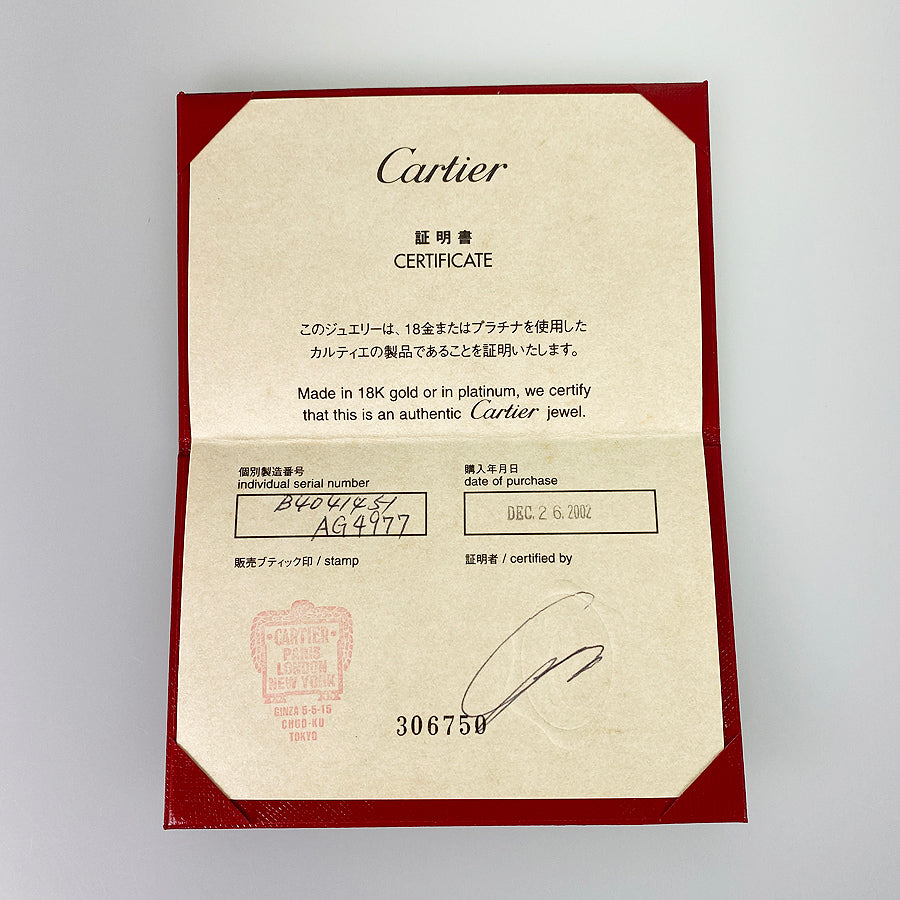 Cartier
証明書
CERTIFICATE
このジュエリーは、18金またはプラチナを使用した
カルティエの製品であることを証明いたします。
Made in 18K gold or in platinum, we certify
that this is an authentic Cartier jewel.
個別製造番号
individual serial number
B4041451
AG4977
購入年月日
date of purchase
DEC. 26. 2002
販売ブティック印 / stamp
証明者 / certified by
CARTIER
PARIS
LONDON
NEW YORK
GINZA 5-5-15
CHUO-KU
TOKYO
306750